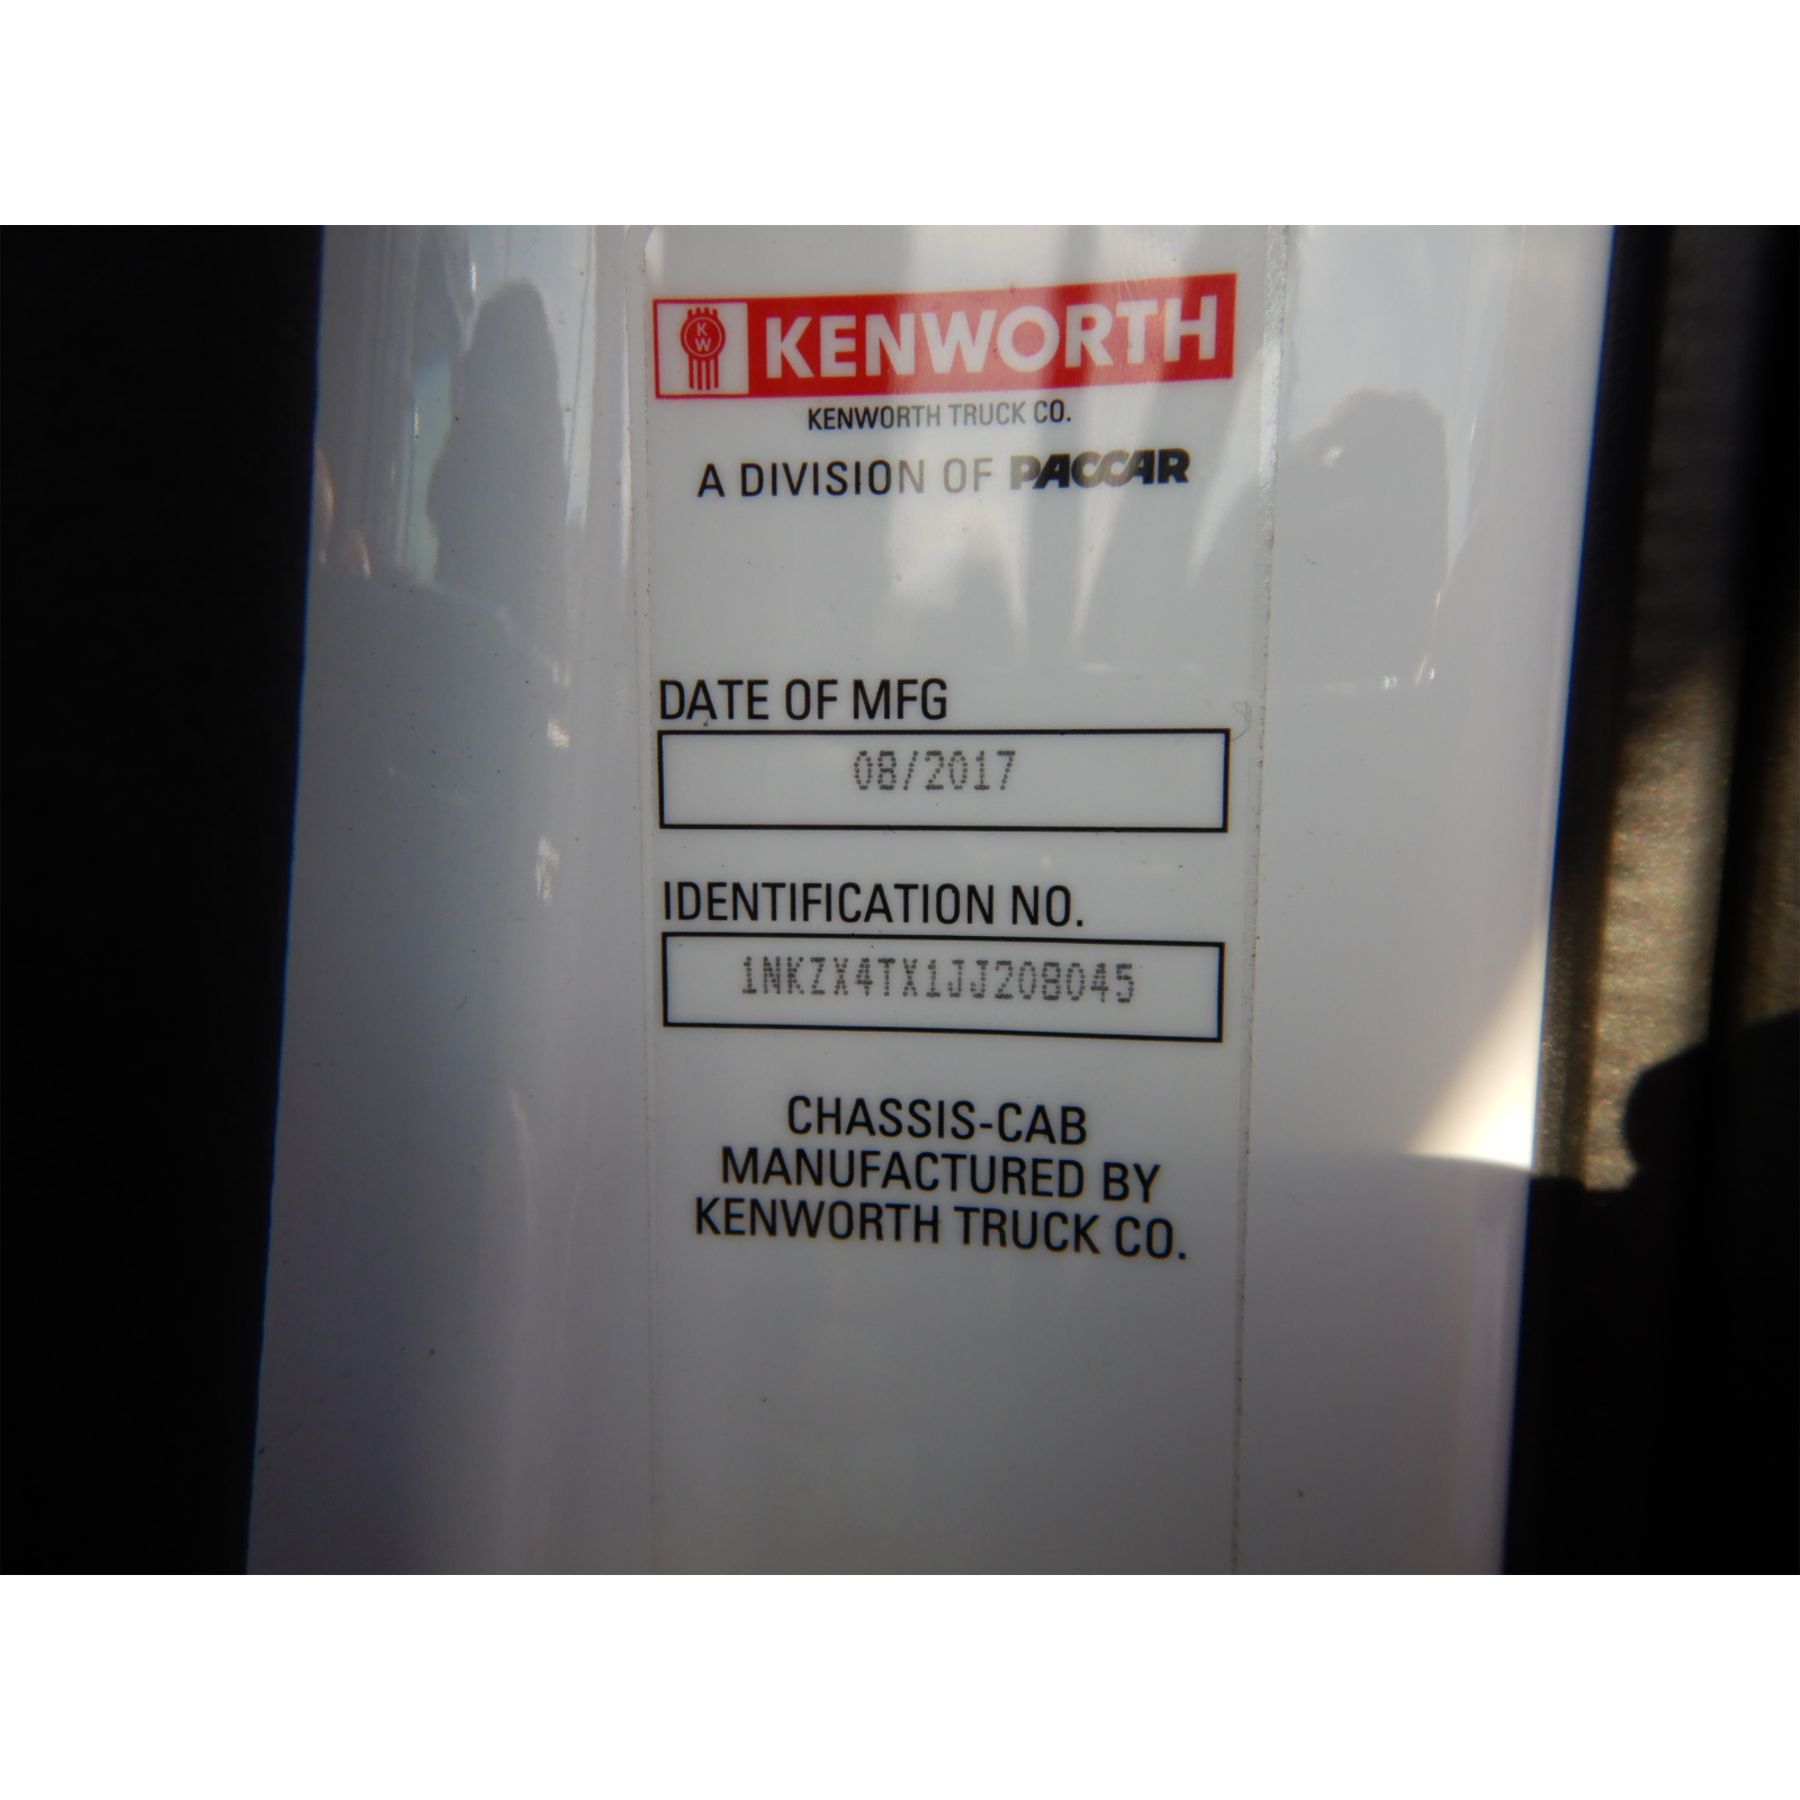 KW KENWORTH
KENWORTH TRUCK CO.
A DIVISION OF PACCAR
DATE OF MFG
08/2017
IDENTIFICATION NO.
1NKZX4TX1JJ208045
CHASSIS-CAB
MANUFACTURED BY
KENWORTH TRUCK CO.